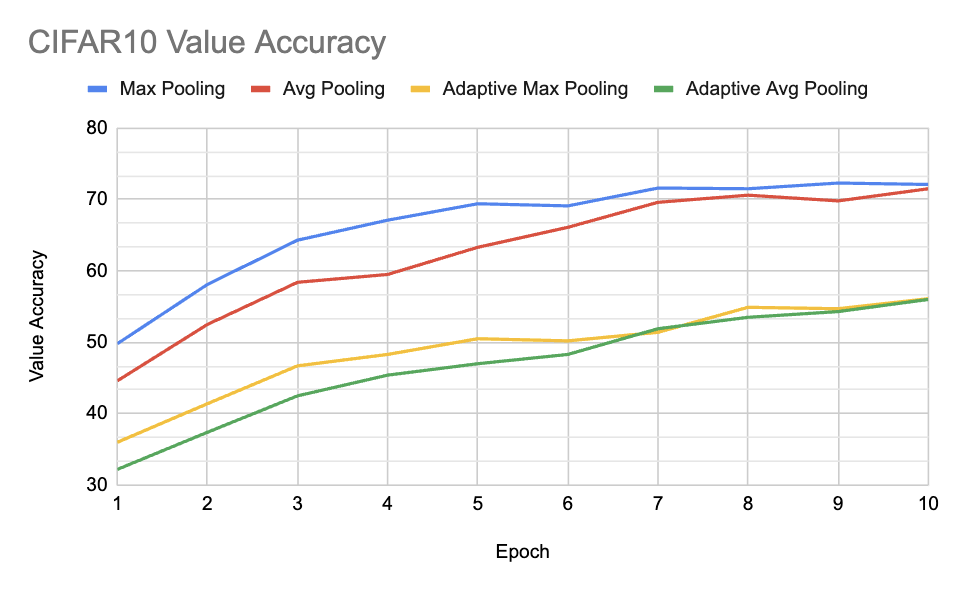 CIFAR10 Value Accuracy
Max Pooling Avg Pooling Adaptive Max Pooling Adaptive Avg Pooling
80
70
60
50
40
30
Value Accuracy
1 2 3 4 5 6 7 8 9 10
Epoch